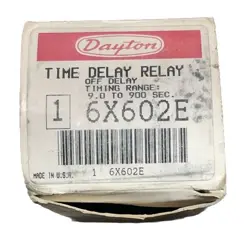 Dayton
TIME DELAY RELAY
OFF DELAY
TIMING RANGE:
9.0 TO 900 SEC.
1 6X602E
MADE IN U.S.A. 1 6X602E